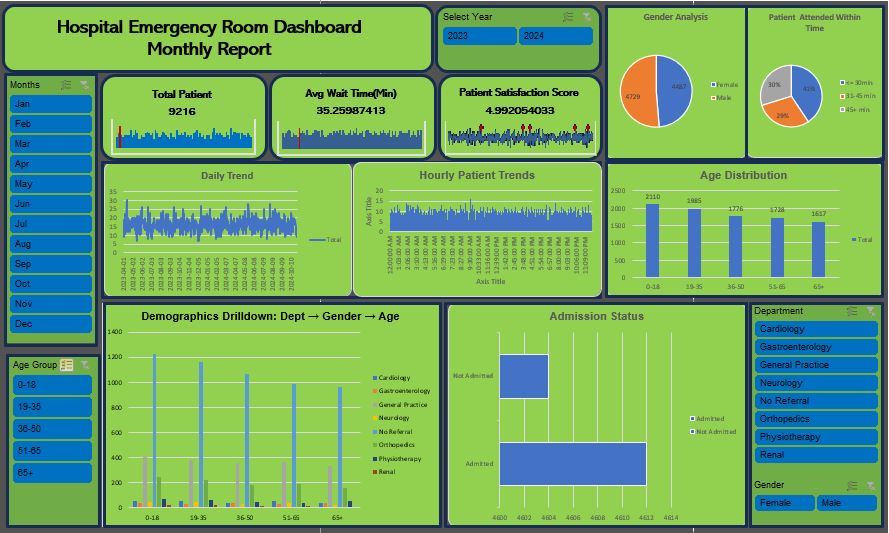 Hospital Emergency Room Dashboard
Monthly Report
Select Year
2023
2024
Gender Analysis
4487
4729
Female
Male
Patient Attended Within
Time
41%
29%
30%
<=30min
31-45 min
45+ min
Months
Jan
Feb
Mar
Apr
May
Jun
Jul
Aug
Sep
Oct
Nov
Dec
Total Patient
9216
Avg Wait Time(Min)
35.25987413
Patient Satisfaction Score
4.992054033
Daily Trend
35
30
25
20
15
10
5
0
Total
Hourly Patient Trends
Axis Title
20
15
10
5
0
Axis Title
Age Distribution
2500
2000
1500
1000
500
0
2110
1985
1776
1728
1617
0-18
19-35
36-50
51-65
65+
Total
Age Group
0-18
19-35
36-50
51-65
65+
Demographics Drilldown: Dept → Gender → Age
1400
1200
1000
800
600
400
200
0
0-18
19-35
36-50
51-65
65+
Cardiology
Gastroenterology
General Practice
Neurology
No Referral
Orthopedics
Physiotherapy
Renal
Admission Status
Not Admitted
Admitted
4600
4602
4604
4606
4608
4610
4612
4614
Admitted
Not Admitted
Department
Cardiology
Gastroenterology
General Practice
Neurology
No Referral
Orthopedics
Physiotherapy
Renal
Gender
Female
Male